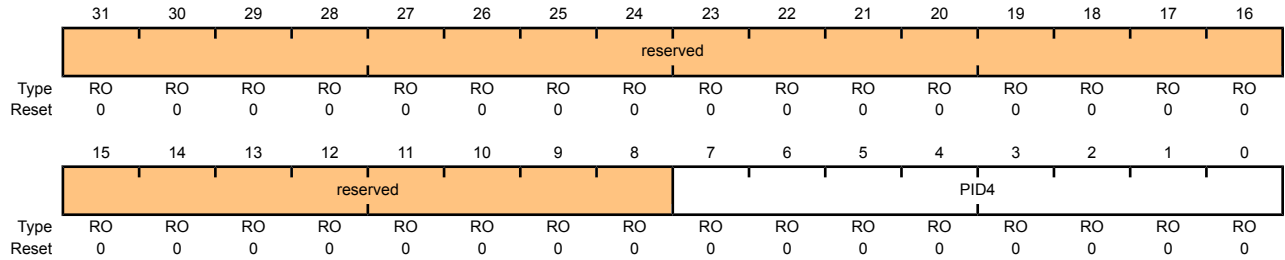 31 30 29 28 27 26 25 24 23 22 21 20 19 18 17 16
reserved
Type RO RO RO RO RO RO RO RO RO RO RO RO RO RO RO RO
Reset 0 0 0 0 0 0 0 0 0 0 0 0 0 0 0 0
15 14 13 12 11 10 9 8 7 6 5 4 3 2 1 0
reserved PID4
Type RO RO RO RO RO RO RO RO RO RO RO RO RO RO RO RO
Reset 0 0 0 0 0 0 0 0 0 0 0 0 0 0 0 0